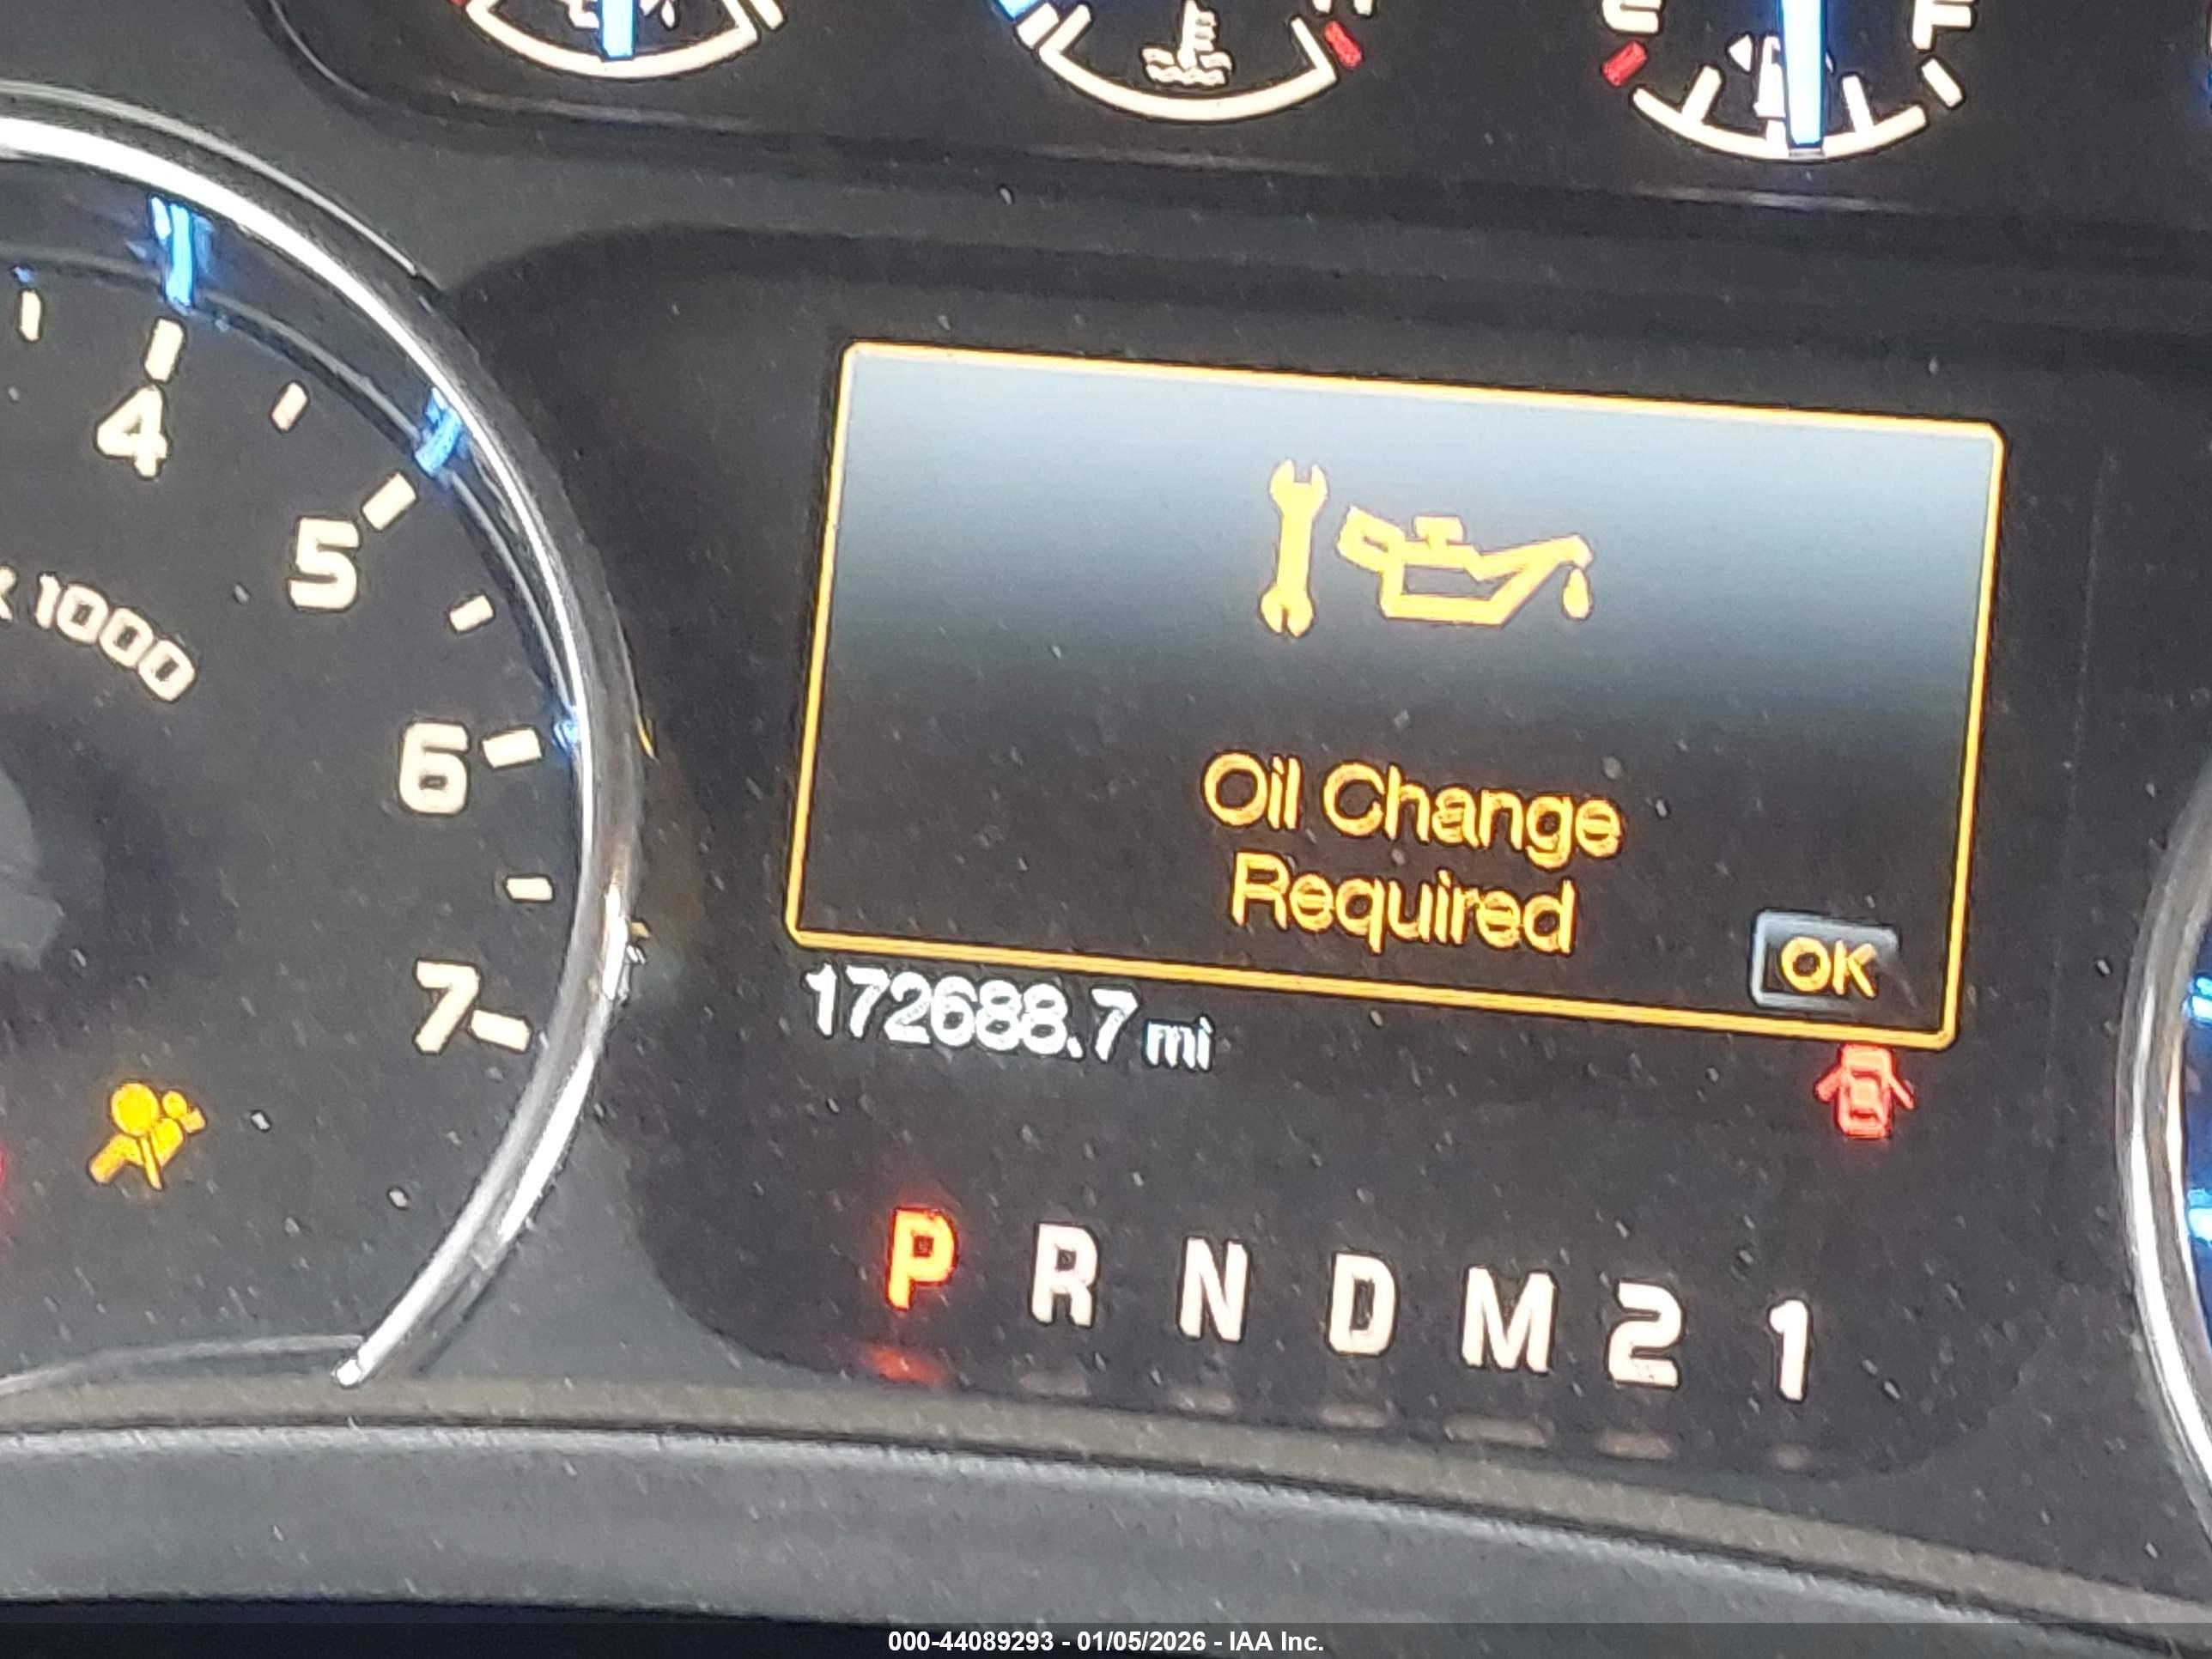 E F
4
5
x 1000
6
7
Oil Change
Required
OK
172688.7 mi
P R N D M 2 1
000-44089293 - 01/05/2026 - IAA Inc.